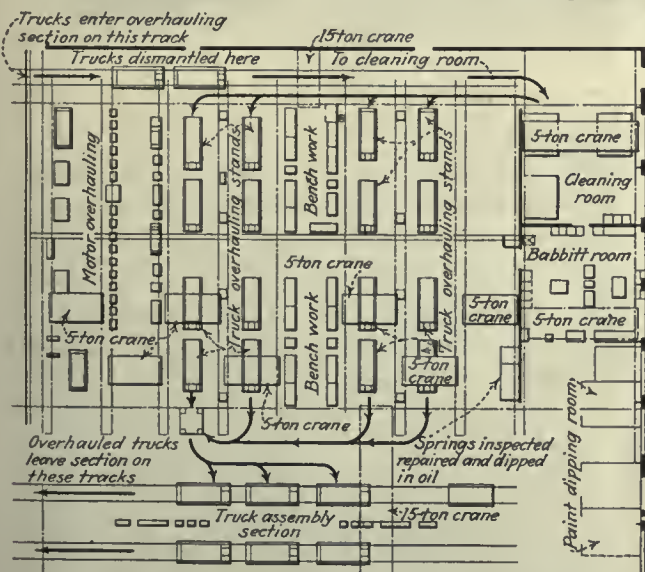 Trucks enter overhauling
section on this track
Trucks dismantled here
15-ton crane
To cleaning room
5-ton crane
Cleaning
room
Motor overhauling
Truck overhauling stands
Bench work
Truck overhauling stands
Babbitt room
5-ton crane
5-ton crane
5-ton
crane
5-ton crane
Bench work
5-ton
crane
5-ton crane
Overhauled trucks
leave section on
these tracks
Springs inspected
repaired and dipped
in oil
Paint dipping room
Truck assembly
section
15-ton crane